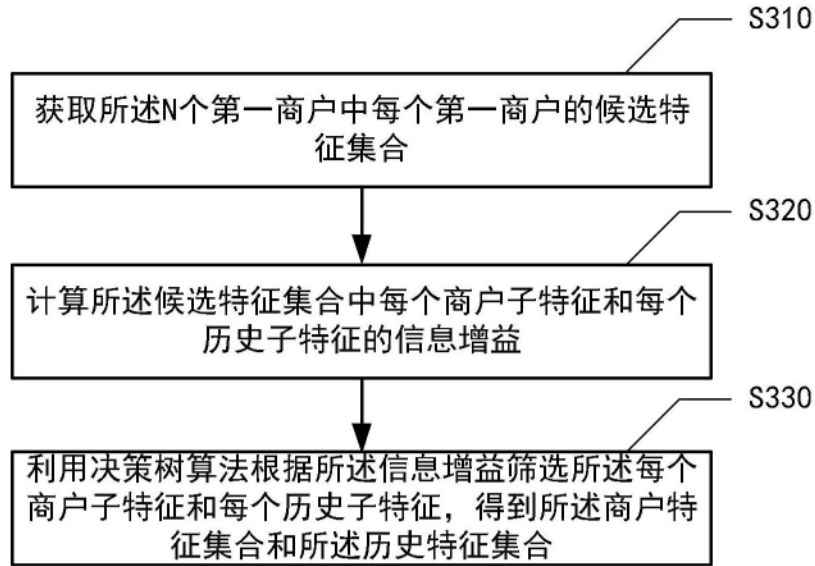 S310
获取所述N个第一商户中每个第一商户的候选特
征集合
S320
计算所述候选特征集合中每个商户子特征和每个
历史子特征的信息增益
S330
利用决策树算法根据所述信息增益筛选所述每个
商户子特征和每个历史子特征，得到所述商户特
征集合和所述历史特征集合